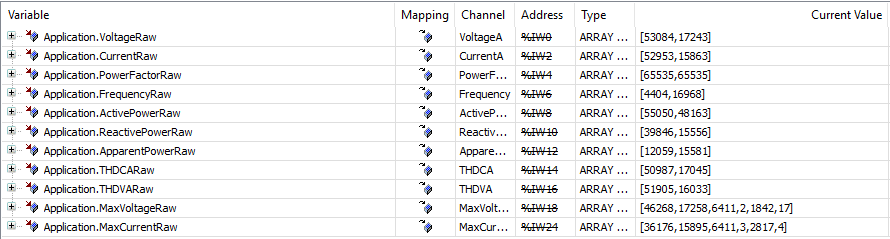 Variable Mapping Channel Address Type Current Value
Application.VoltageRaw VoltageA %IW0 ARRAY ... [53084,17243]
Application.CurrentRaw CurrentA %IW2 ARRAY ... [52953,15863]
Application.PowerFactorRaw PowerF... %IW4 ARRAY ... [65535,65535]
Application.FrequencyRaw Frequency %IW6 ARRAY ... [4404,16968]
Application.ActivePowerRaw ActiveP... %IW8 ARRAY ... [55050,48163]
Application.ReactivePowerRaw Reactiv... %IW10 ARRAY ... [39846,15556]
Application.ApparentPowerRaw Appare... %IW12 ARRAY ... [12059,15581]
Application.THDCARaw THDCA %IW14 ARRAY ... [50987,17045]
Application.THDVARaw THDVA %IW16 ARRAY ... [51905,16033]
Application.MaxVoltageRaw MaxVolt... %IW18 ARRAY ... [46268,17258,6411,2,1842,17]
Application.MaxCurrentRaw MaxCur... %IW24 ARRAY ... [36176,15895,6411,3,2817,4]